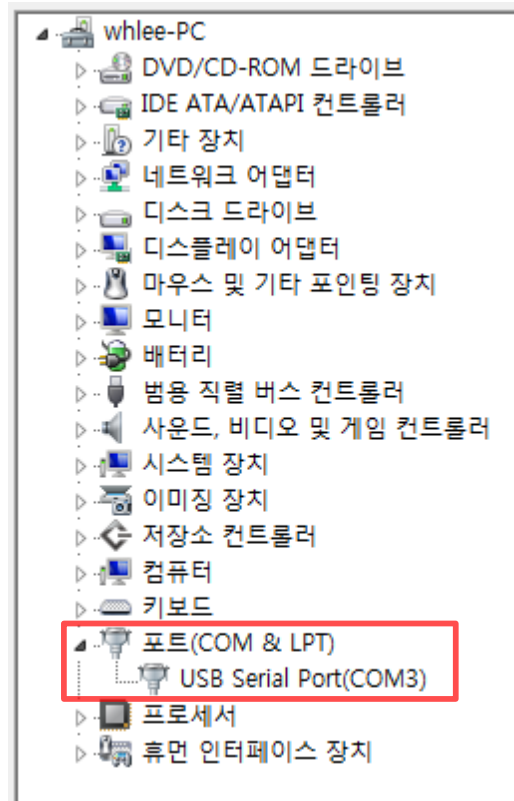 whlee-PC
DVD/CD-ROM 드라이브
IDE ATA/ATAPI 컨트롤러
기타 장치
네트워크 어댑터
디스크 드라이브
디스플레이 어댑터
마우스 및 기타 포인팅 장치
모니터
배터리
범용 직렬 버스 컨트롤러
사운드, 비디오 및 게임 컨트롤러
시스템 장치
이미징 장치
저장소 컨트롤러
컴퓨터
키보드
포트(COM & LPT)
USB Serial Port(COM3)
프로세서
휴먼 인터페이스 장치